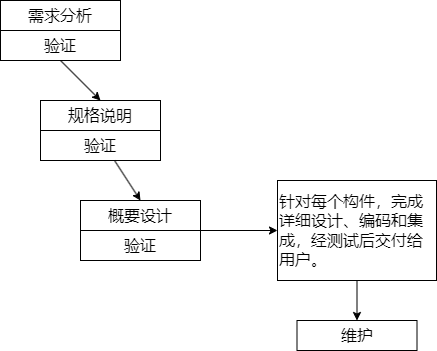 需求分析
验证
规格说明
验证
概要设计
验证
针对每个构件，完成
详细设计、编码和集
成，经测试后交付给
用户。
维护